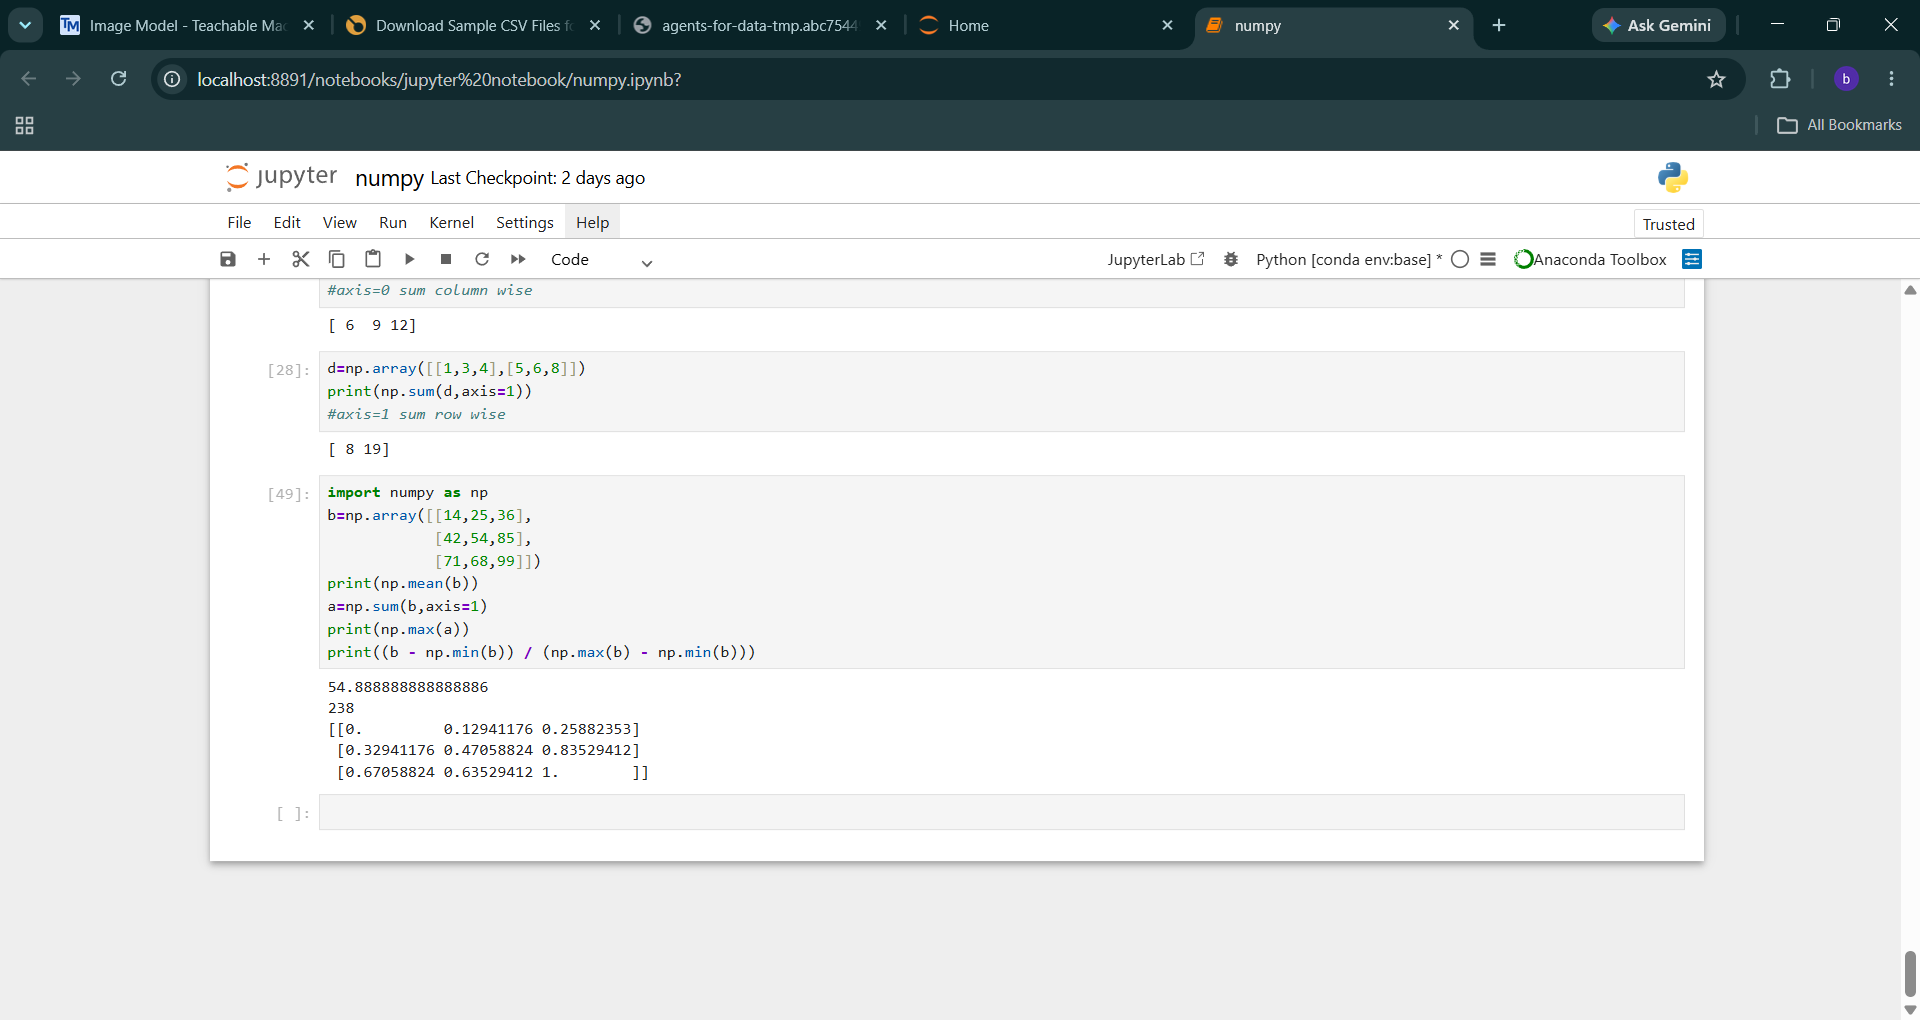 Image Model - Teachable Ma
Download Sample CSV Files f
agents-for-data-tmp.abc754
Home
numpy
Ask Gemini
localhost:8891/notebooks/jupyter%20notebook/numpy.ipynb?
b
All Bookmarks
jupyter numpy Last Checkpoint: 2 days ago
File Edit View Run Kernel Settings Help
Trusted
Code
JupyterLab
Python [conda env:base] *
Anaconda Toolbox
#axis=0 sum column wise
[ 6  9 12]
[28]:
d=np.array([[1,3,4],[5,6,8]])
print(np.sum(d,axis=1))
#axis=1 sum row wise
[ 8 19]
[49]:
import numpy as np
b=np.array([[14,25,36],
            [42,54,85],
            [71,68,99]])
print(np.mean(b))
a=np.sum(b,axis=1)
print(np.max(a))
print((b - np.min(b)) / (np.max(b) - np.min(b)))
54.888888888888886
238
[[0.         0.12941176 0.25882353]
 [0.32941176 0.47058824 0.83529412]
 [0.67058824 0.63529412 1.        ]]
[ ]: